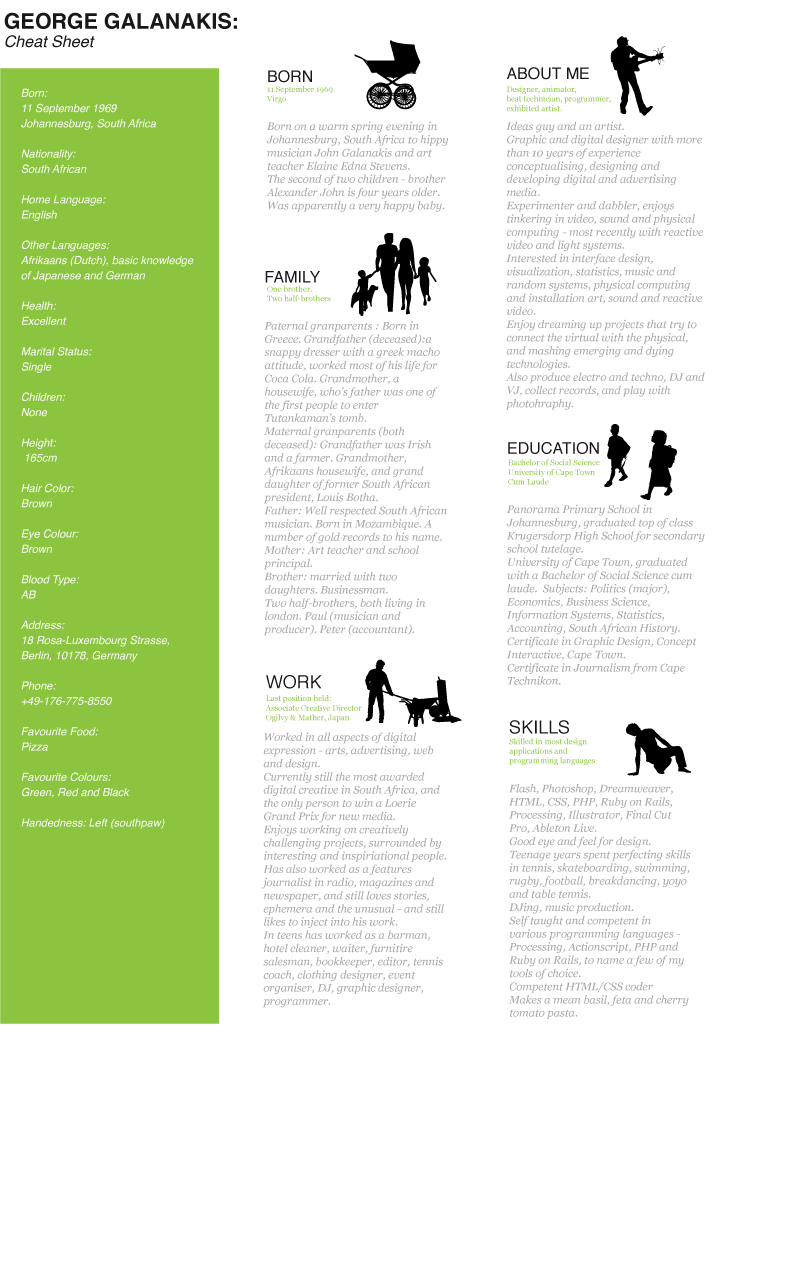 GEORGE GALANAKIS:
Cheat Sheet
Born:
11 September 1969
Johannesburg, South Africa
Nationality:
South African
Home Language:
English
Other Languages:
Afrikaans (Dutch), basic knowledge
of Japanese and German
Health:
Excellent
Marital Status:
Single
Children:
None
Height:
165cm
Hair Color:
Brown
Eye Colour:
Brown
Blood Type:
AB
Address:
18 Rosa-Luxembourg Strasse,
Berlin, 10178, Germany
Phone:
+49-176-775-8550
Favourite Food:
Pizza
Favourite Colours:
Green, Red and Black
Handedness: Left (southpaw)
BORN
11 September 1969
Virgo
Born on a warm spring evening in
Johannesburg, South Africa to hippy
musician John Galanakis and art
teacher Elaine Edna Stevens.
The second of two children - brother
Alexander John is four years older.
Was apparently a very happy baby.
FAMILY
One brother.
Two half-brothers
Paternal granparents : Born in
Greece. Grandfather (deceased):a
snappy dresser with a greek macho
attitude, worked most of his life for
Coca Cola. Grandmother, a
housewife, who's father was one of
the first people to enter
Tutankaman's tomb.
Maternal granparents (both
deceased): Grandfather was Irish
and a farmer. Grandmother,
Afrikaans housewife, and grand
daughter of former South African
president, Louis Botha.
Father: Well respected South African
musician. Born in Mozambique. A
number of gold records to his name.
Mother: Art teacher and school
principal.
Brother: married with two
daughters. Businessman.
Two half-brothers, both living in
london. Paul (musician and
producer). Peter (accountant).
WORK
Last position held:
Associate Creative Director
Ogilvy & Mather, Japan
Worked in all aspects of digital
expression - arts, advertising, web
and design.
Currently still the most awarded
digital creative in South Africa, and
the only person to win a Loerie
Grand Prix for new media.
Enjoys working on creatively
challenging projects, surrounded by
interesting and inspiriational people.
Has also worked as a features
journalist in radio, magazines and
newspaper, and still loves stories,
ephemera and the unusual - and still
likes to inject into his work.
In teens has worked as a barman,
hotel cleaner, waiter, furnitire
salesman, bookkeeper, editor, tennis
coach, clothing designer, event
organiser, DJ, graphic designer,
programmer.
ABOUT ME
Designer, animator,
beat technician, programmer,
exhibited artist.
Ideas guy and an artist.
Graphic and digital designer with more
than 10 years of experience
conceptualising, designing and
developing digital and advertising
media.
Experimenter and dabbler, enjoys
tinkering in video, sound and physical
computing - most recently with reactive
video and light systems.
Interested in interface design,
visualization, statistics, music and
random systems, physical computing
and installation art, sound and reactive
video.
Enjoy dreaming up projects that try to
connect the virtual with the physical,
and mashing emerging and dying
technologies.
Also produce electro and techno, DJ and
VJ, collect records, and play with
photohraphy.
EDUCATION
Bachelor of Social Science
University of Cape Town
Cum Laude
Panorama Primary School in
Johannesburg, graduated top of class
Krugersdorp High School for secondary
school tutelage.
University of Cape Town, graduated
with a Bachelor of Social Science cum
laude. Subjects: Politics (major),
Economics, Business Science,
Information Systems, Statistics,
Accounting, South African History.
Certificate in Graphic Design, Concept
Interactive, Cape Town.
Certificate in Journalism from Cape
Technikon.
SKILLS
Skilled in most design
applications and
programming languages
Flash, Photoshop, Dreamweaver,
HTML, CSS, PHP, Ruby on Rails,
Processing, Illustrator, Final Cut
Pro, Ableton Live.
Good eye and feel for design.
Teenage years spent perfecting skills
in tennis, skateboarding, swimming,
rugby, football, breakdancing, yoyo
and table tennis.
DJing, music production.
Self taught and competent in
various programming languages -
Processing, Actionscript, PHP and
Ruby on Rails, to name a few of my
tools of choice.
Competent HTML/CSS coder
Makes a mean basil, feta and cherry
tomato pasta.